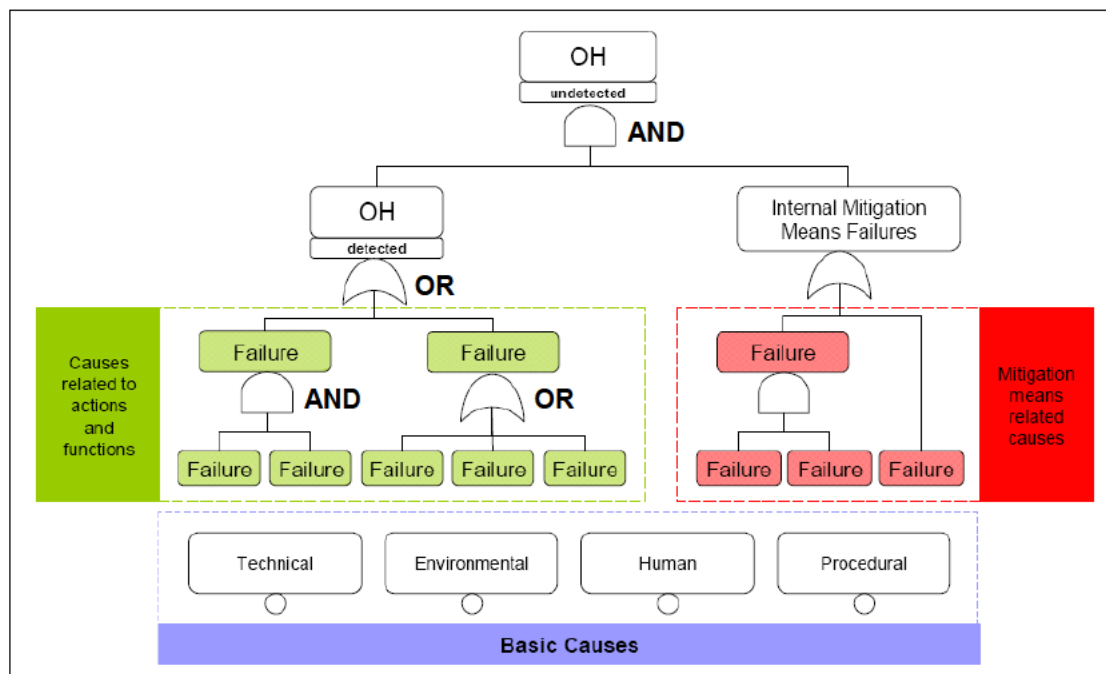 OH
undetected
AND
OH
detected
Internal Mitigation
Means Failures
OR
Causes
related to
actions
and
functions
Failure
Failure
Failure
Mitigation
means
related
causes
AND
OR
Failure
Failure
Failure
Failure
Failure
Failure
Failure
Failure
Technical
Environmental
Human
Procedural
Basic Causes